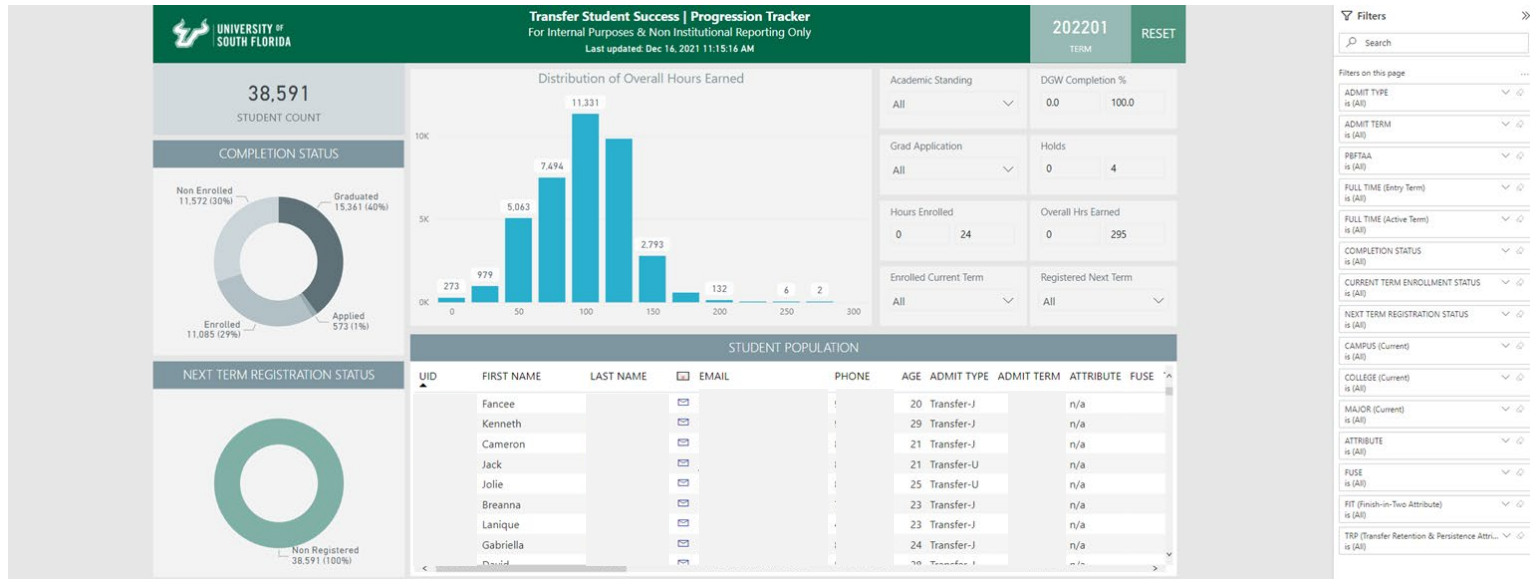 UNIVERSITY OF
SOUTH FLORIDA
Transfer Student Success | Progression Tracker
For Internal Purposes & Non Institutional Reporting Only
Last updated: Dec 16, 2021 11:15:16 AM
202201
TERM
RESET
38,591
STUDENT COUNT
COMPLETION STATUS
Non Enrolled
11,572 (30%)
Graduated
15,361 (40%)
Enrolled
11,085 (29%)
Applied
573 (1%)
NEXT TERM REGISTRATION STATUS
Non Registered
38,591 (100%)
Distribution of Overall Hours Earned
10K
5K
0K
273
979
5,063
7,494
11,331
2,793
132
6
2
0 50 100 150 200 250 300
Academic Standing
All
DGW Completion %
0.0 100.0
Grad Application
All
Holds
0 4
Hours Enrolled
0 24
Overall Hrs Earned
0 295
Enrolled Current Term
All
Registered Next Term
All
STUDENT POPULATION
UID FIRST NAME LAST NAME EMAIL PHONE AGE ADMIT TYPE ADMIT TERM ATTRIBUTE FUSE
Fancee 20 Transfer-J n/a
Kenneth 29 Transfer-J n/a
Cameron 21 Transfer-J n/a
Jack 21 Transfer-U n/a
Jolie 25 Transfer-U n/a
Breanna 23 Transfer-J n/a
Lanique 23 Transfer-J n/a
Gabriella 24 Transfer-J n/a
Filters
Search
Filters on this page
ADMIT TYPE
is (All)
ADMIT TERM
is (All)
PBFTAA
is (All)
FULL TIME (Entry Term)
is (All)
FULL TIME (Active Term)
is (All)
COMPLETION STATUS
is (All)
CURRENT TERM ENROLLMENT STATUS
is (All)
NEXT TERM REGISTRATION STATUS
is (All)
CAMPUS (Current)
is (All)
COLLEGE (Current)
is (All)
MAJOR (Current)
is (All)
ATTRIBUTE
is (All)
FUSE
is (All)
FIT (Finish-in-Two Attribute)
is (All)
TRP (Transfer Retention & Persistence Attri...
is (All)